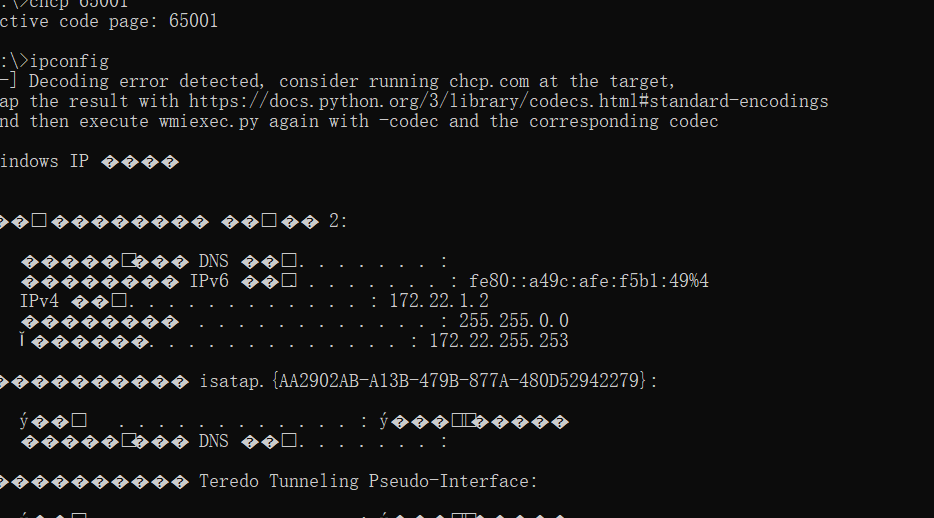 :\>chcp 65001
ctive code page: 65001
:\>ipconfig
-] Decoding error detected, consider running chcp.com at the target,
ap the result with https://docs.python.org/3/library/codecs.html#standard-encodings
nd then execute wmiexec.py again with -codec and the corresponding codec
indows IP ����
��□�������� ��□�� 2:
�����□��� DNS ��□. . . . . . . :
�������� IPv6 ��□. . . . . . . . : fe80::a49c:afe:f5b1:49%4
IPv4 ��□. . . . . . . . . . . . : 172.22.1.2
�������� . . . . . . . . . . . . : 255.255.0.0
Ĭ������. . . . . . . . . . . . . : 172.22.255.253
������������ isatap.{AA2902AB-A13B-479B-877A-480D52942279}:
ý��□ . . . . . . . . . . . . : ý���□□�����
�����□��� DNS ��□. . . . . . . :
������������ Teredo Tunneling Pseudo-Interface: